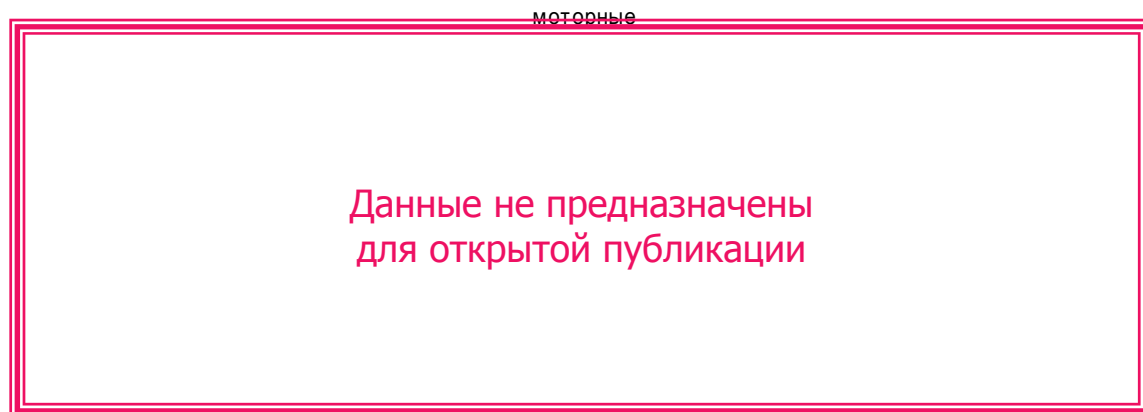 моторные
Данные не предназначены
для открытой публикации